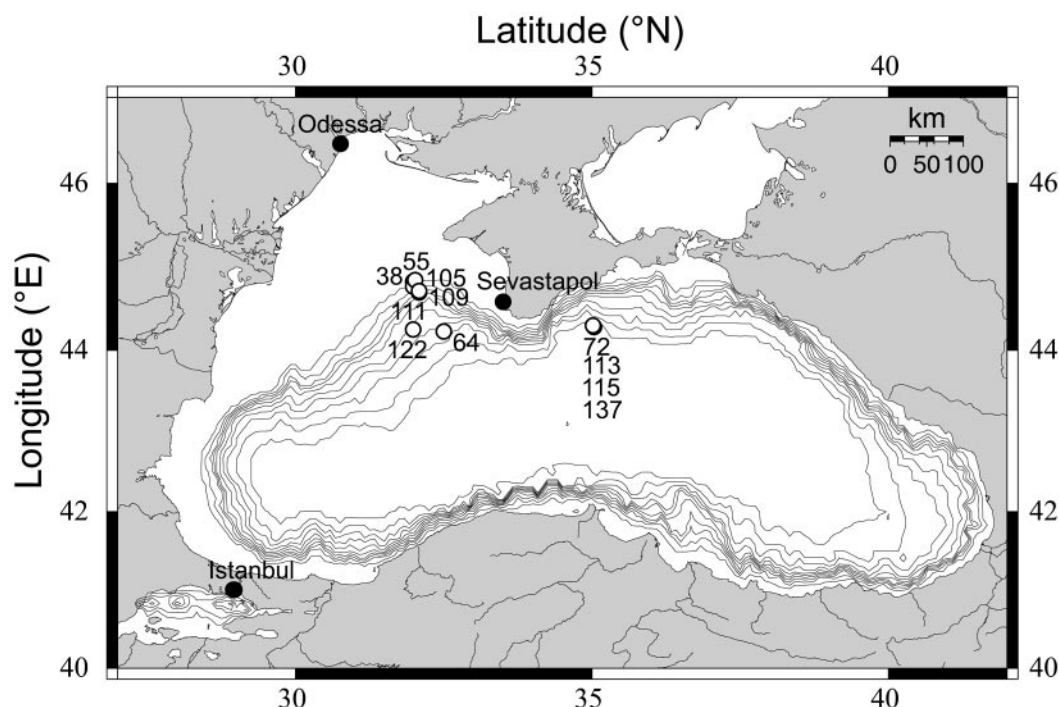 Latitude (°N)
30 35 40
Odessa
km
0 50 100
46 46
55
38 105 Sevastapol
109
111
44 44
122 64 72
113
115
137
Longitude (°E)
42 42
Istanbul
40 40
30 35 40